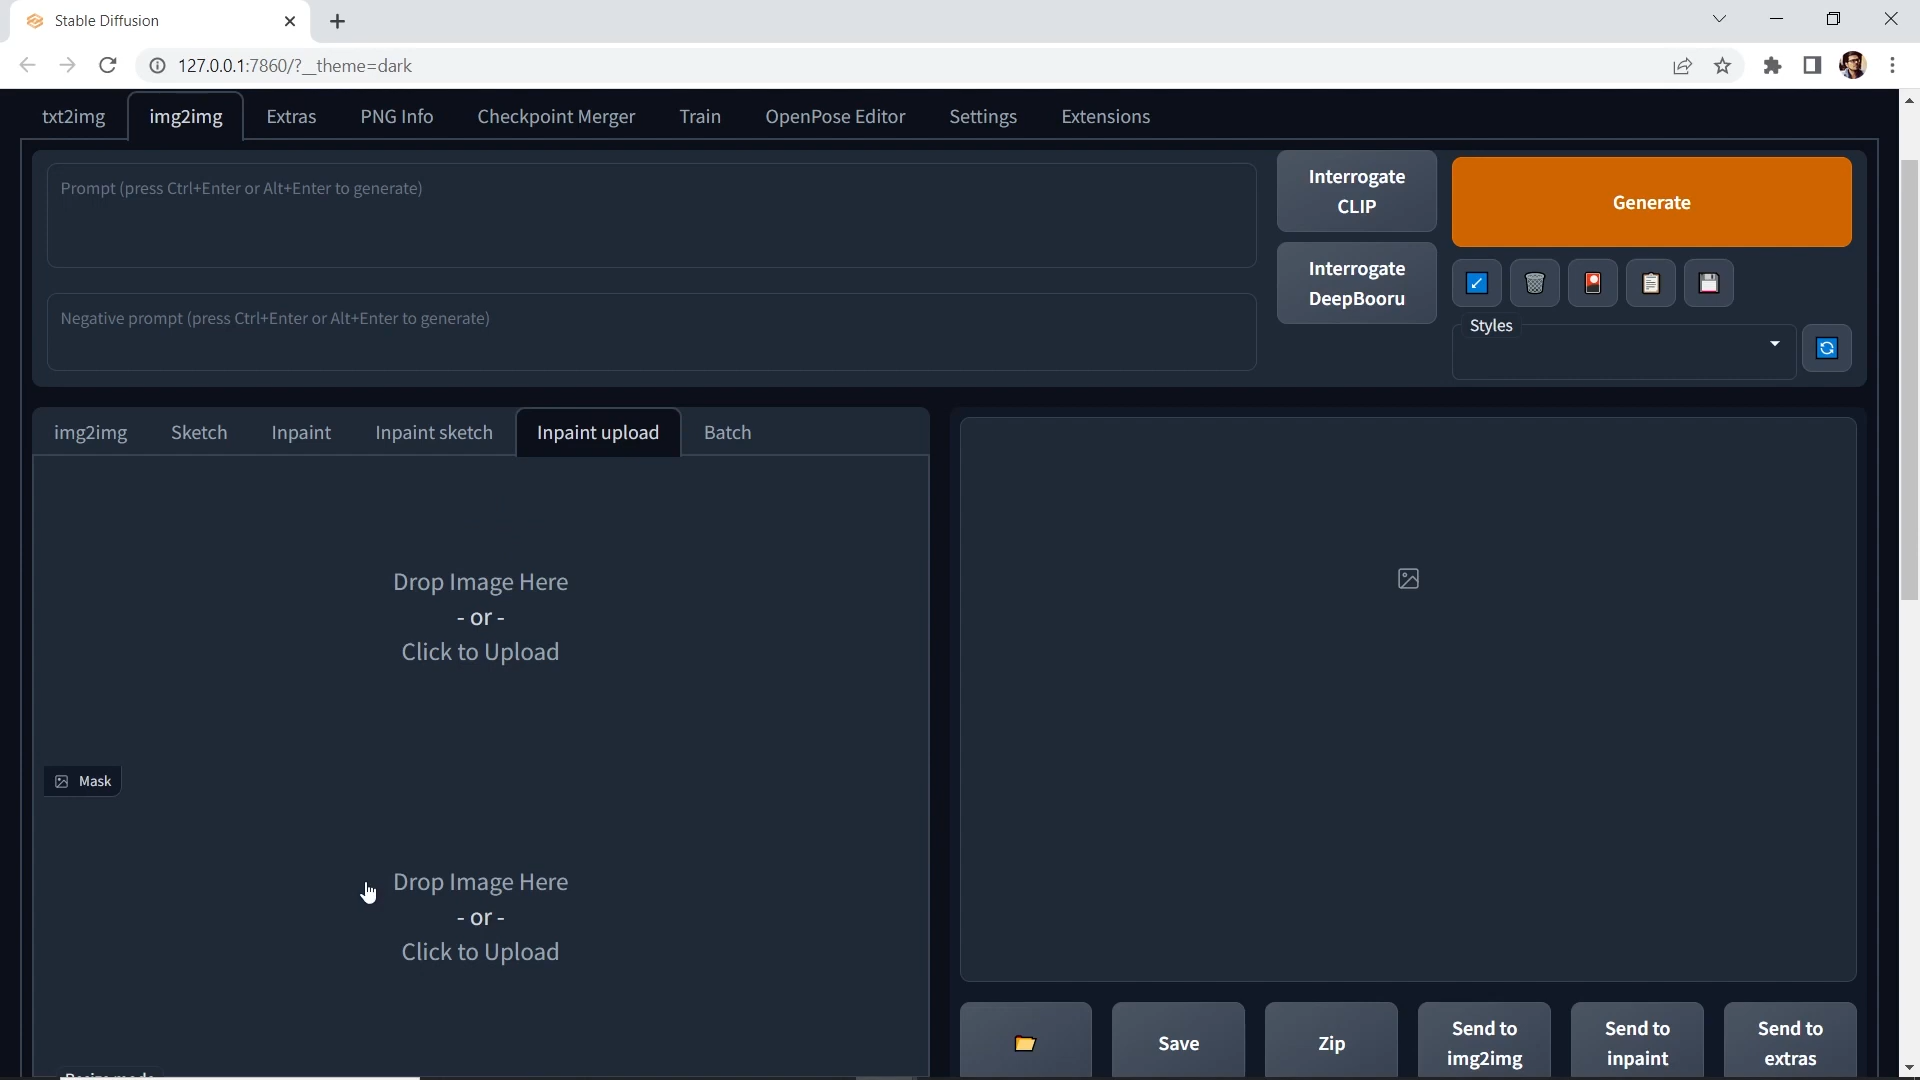 Stable Diffusion
127.0.0.1:7860/?__theme=dark
txt2img img2img Extras PNG Info Checkpoint Merger Train OpenPose Editor Settings Extensions
Prompt (press Ctrl+Enter or Alt+Enter to generate)
Interrogate
CLIP
Generate
Negative prompt (press Ctrl+Enter or Alt+Enter to generate)
Interrogate
DeepBooru
Styles
img2img Sketch Inpaint Inpaint sketch Inpaint upload Batch
Drop Image Here
- or -
Click to Upload
Mask
Drop Image Here
- or -
Click to Upload
Save
Zip
Send to
img2img
Send to
inpaint
Send to
extras